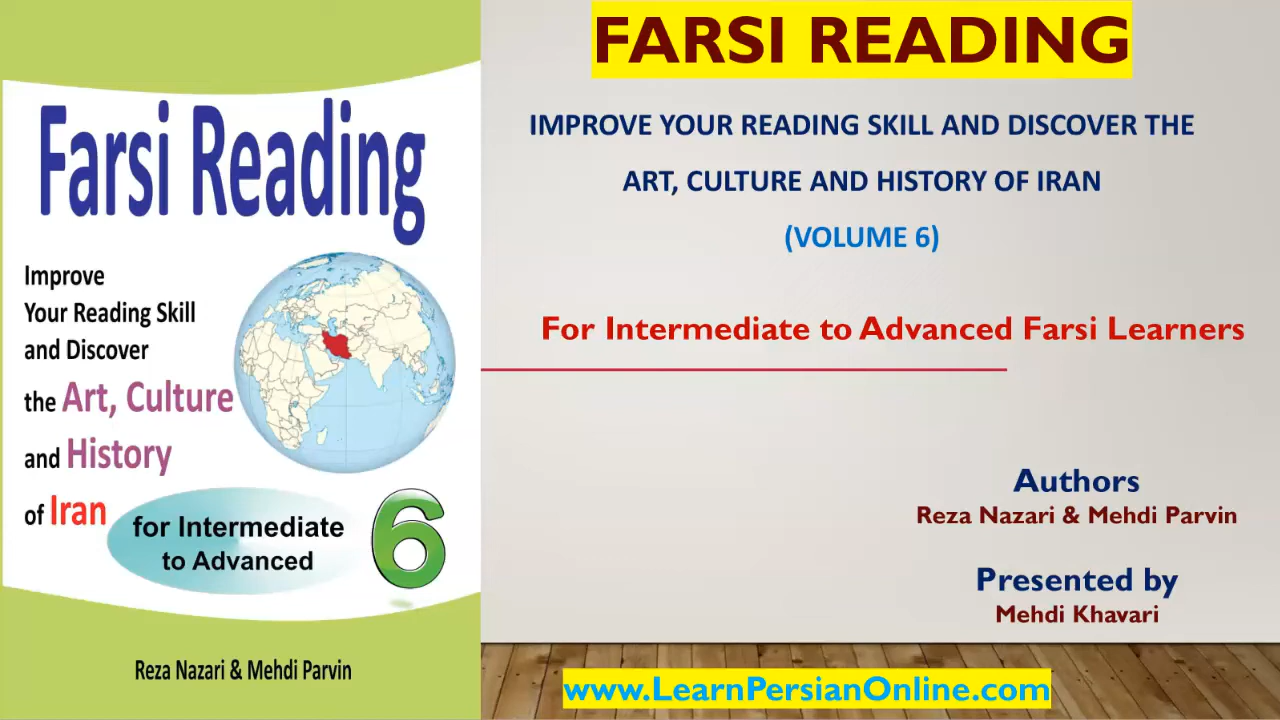 Farsi Reading
Improve
Your Reading Skill
and Discover
the Art, Culture
and History
of Iran
for Intermediate
to Advanced
6
Reza Nazari & Mehdi Parvin
FARSI READING
IMPROVE YOUR READING SKILL AND DISCOVER THE
ART, CULTURE AND HISTORY OF IRAN
(VOLUME 6)
For Intermediate to Advanced Farsi Learners
Authors
Reza Nazari & Mehdi Parvin
Presented by
Mehdi Khavari
www.LearnPersianOnline.com